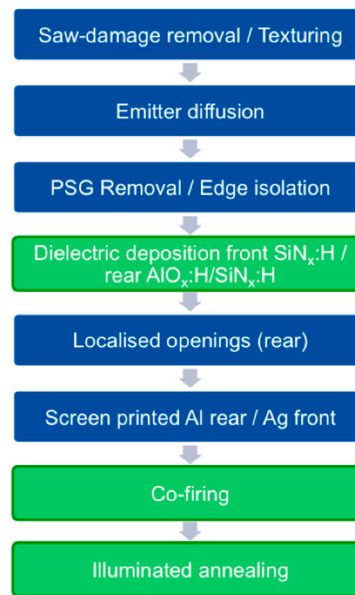 Saw-damage removal / Texturing
Emitter diffusion
PSG Removal / Edge isolation
Dielectric deposition front SiNₓ:H /
rear AlOₓ:H/SiNₓ:H
Localised openings (rear)
Screen printed Al rear / Ag front
Co-firing
Illuminated annealing